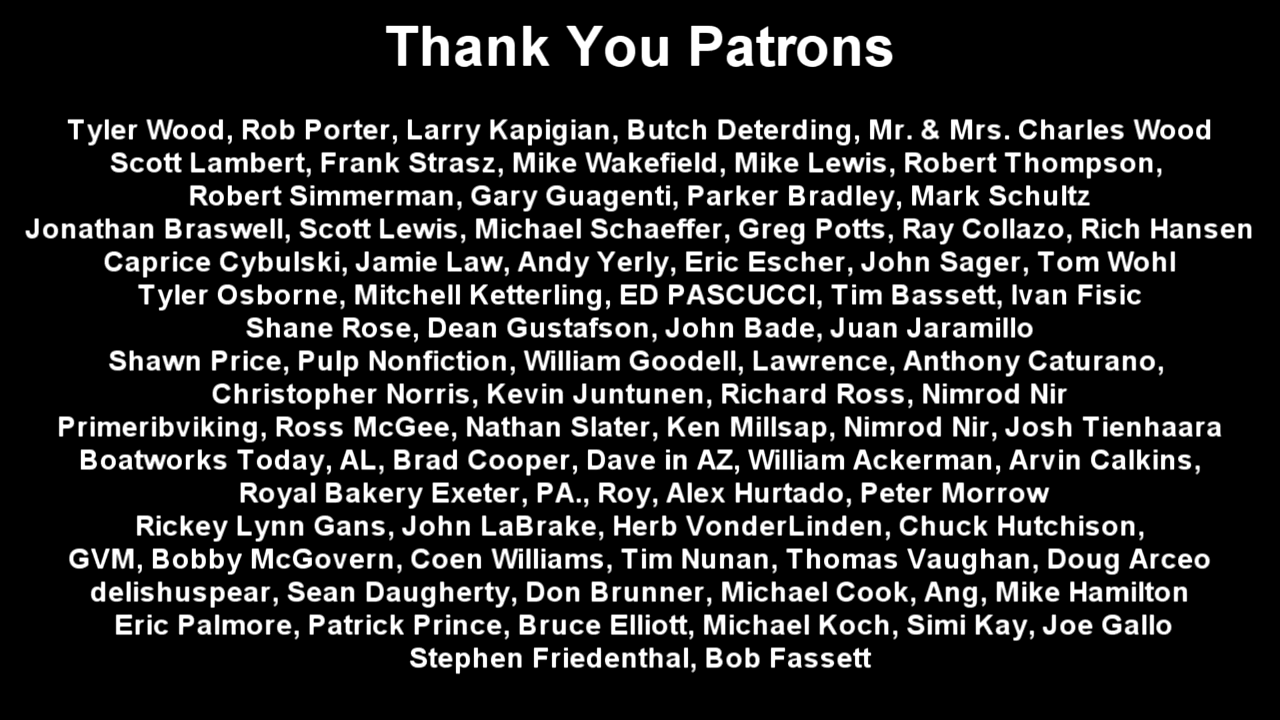 Thank You Patrons
Tyler Wood, Rob Porter, Larry Kapigian, Butch Deterding, Mr. & Mrs. Charles Wood
Scott Lambert, Frank Strasz, Mike Wakefield, Mike Lewis, Robert Thompson,
Robert Simmerman, Gary Guagenti, Parker Bradley, Mark Schultz
Jonathan Braswell, Scott Lewis, Michael Schaeffer, Greg Potts, Ray Collazo, Rich Hansen
Caprice Cybulski, Jamie Law, Andy Yerly, Eric Escher, John Sager, Tom Wohl
Tyler Osborne, Mitchell Ketterling, ED PASCUCCI, Tim Bassett, Ivan Fisic
Shane Rose, Dean Gustafson, John Bade, Juan Jaramillo
Shawn Price, Pulp Nonfiction, William Goodell, Lawrence, Anthony Caturano,
Christopher Norris, Kevin Juntunen, Richard Ross, Nimrod Nir
Primeribviking, Ross McGee, Nathan Slater, Ken Millsap, Nimrod Nir, Josh Tienhaara
Boatworks Today, AL, Brad Cooper, Dave in AZ, William Ackerman, Arvin Calkins,
Royal Bakery Exeter, PA., Roy, Alex Hurtado, Peter Morrow
Rickey Lynn Gans, John LaBrake, Herb VonderLinden, Chuck Hutchison,
GVM, Bobby McGovern, Coen Williams, Tim Nunan, Thomas Vaughan, Doug Arceo
delishuspear, Sean Daugherty, Don Brunner, Michael Cook, Ang, Mike Hamilton
Eric Palmore, Patrick Prince, Bruce Elliott, Michael Koch, Simi Kay, Joe Gallo
Stephen Friedenthal, Bob Fassett